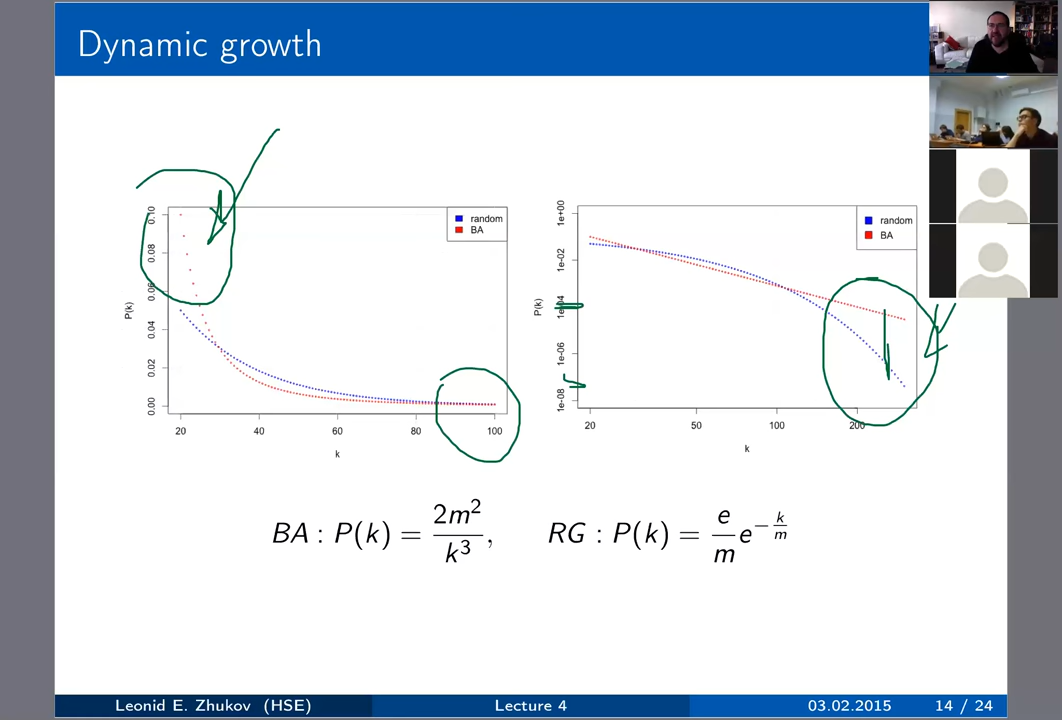 Dynamic growth
0.10
0.08
0.06
0.04
0.02
0.00
P(k)
20 40 60 80 100
k
random
BA
1e+00
1e-02
1e-04
1e-06
1e-08
P(k)
20 50 100 200
k
random
BA
BA : P(k) = 2m²/k³, RG : P(k) = e/m e^(-k/m)
Leonid E. Zhukov (HSE) Lecture 4 03.02.2015 14 / 24